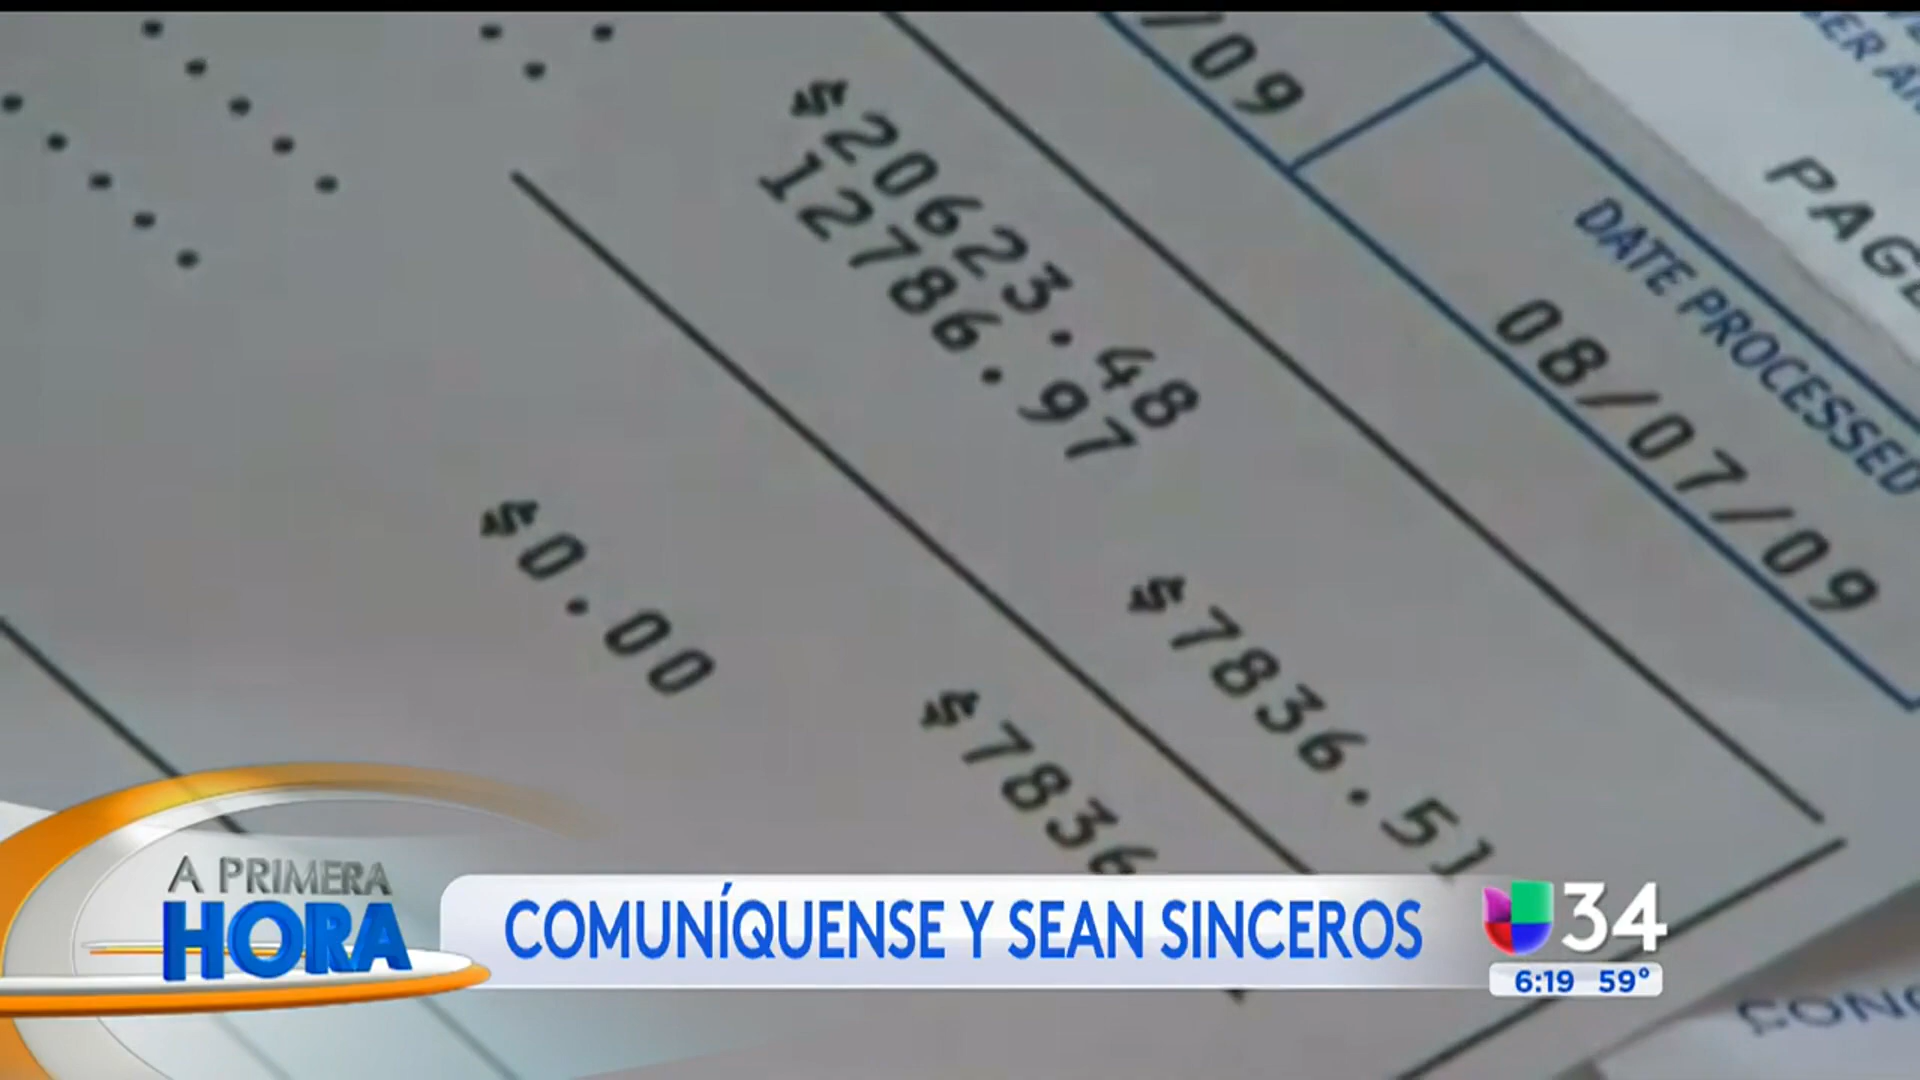 /09
PAGE
DATE PROCESSED
08/07/09
$20623.48
12786.97
$0.00
$7836.51
$7836
A PRIMERA
HORA
COMUNÍQUENSE Y SEAN SINCEROS
34
6:19 59°